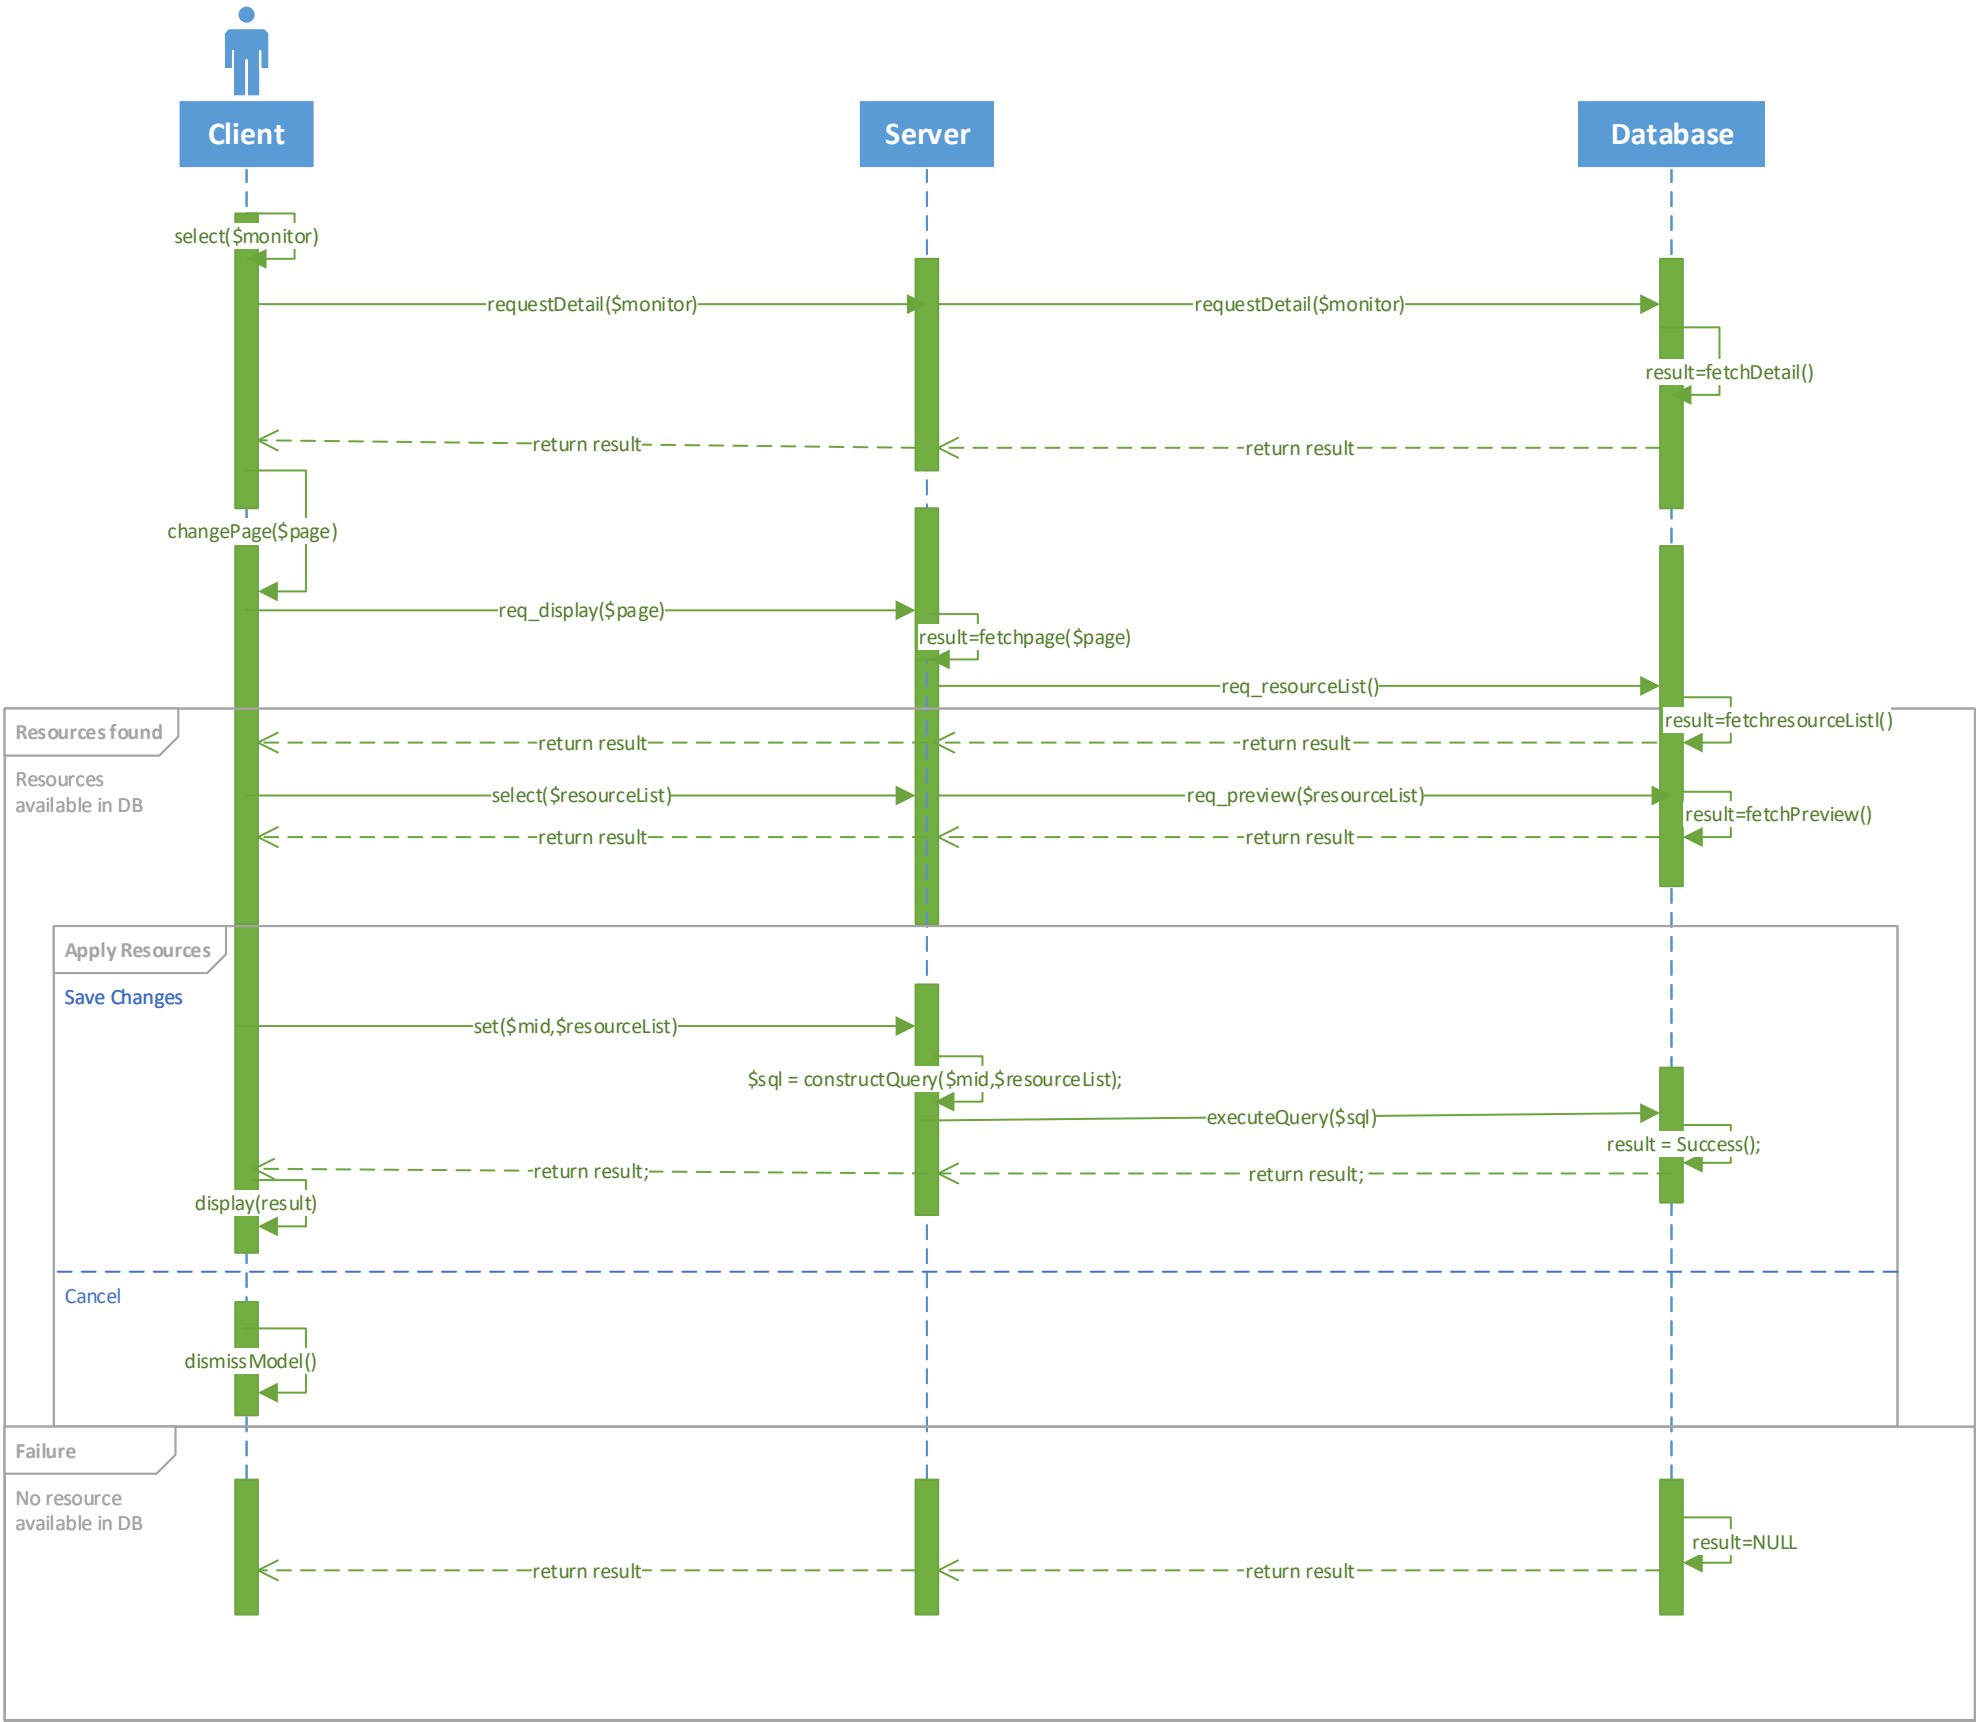 Client
Server
Database
select($monitor)
requestDetail($monitor)
requestDetail($monitor)
result=fetchDetail()
return result
return result
changePage($page)
req_display($page)
result=fetchpage($page)
req_resourceList()
Resources found
result=fetchresourceListl()
return result
return result
Resources
available in DB
select($resourceList)
req_preview($resourceList)
result=fetchPreview()
return result
return result
Apply Resources
Save Changes
set($mid,$resourceList)
$sql = constructQuery($mid,$resourceList);
executeQuery($sql)
result = Success();
return result;
return result;
display(result)
Cancel
dismissModel()
Failure
No resource
available in DB
result=NULL
return result
return result